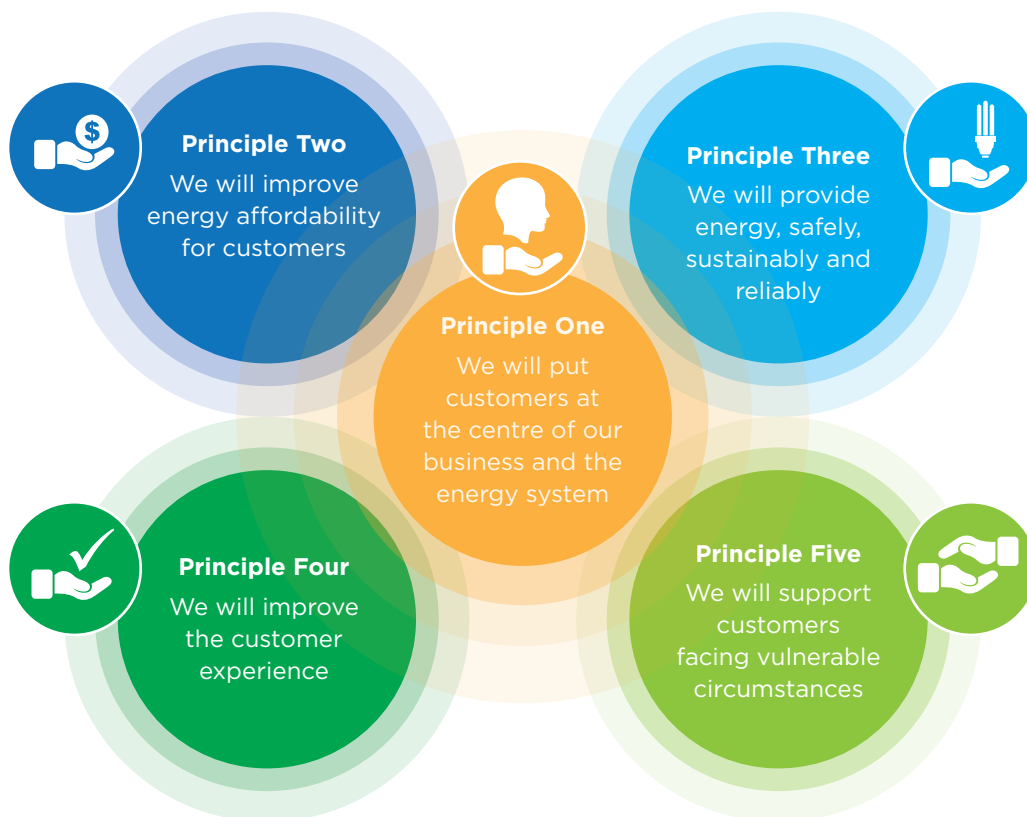 Principle Two
We will improve
energy affordability
for customers
Principle Three
We will provide
energy, safely,
sustainably and
reliably
Principle One
We will put
customers at
the centre of our
business and the
energy system
Principle Four
We will improve
the customer
experience
Principle Five
We will support
customers
facing vulnerable
circumstances
$